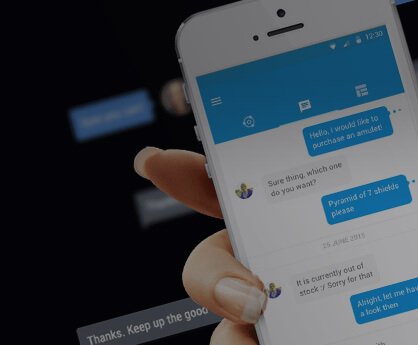 12:30
Hello, I would like to
purchase an amulet!
Sure thing, which one
do you want?
Pyramid of 7 shields
please
25 JUNE 2015
It is currently out of
stock :/ Sorry for that
Alright, let me hav
a look then
Thanks. Keep up the good